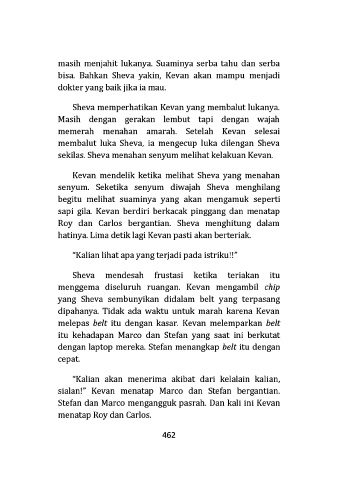 masih menjahit lukanya. Suaminya serba tahu dan serba
bisa. Bahkan Sheva yakin, Kevan akan mampu menjadi
dokter yang baik jika ia mau.
Sheva memperhatikan Kevan yang membalut lukanya.
Masih dengan gerakan lembut tapi dengan wajah
memerah menahan amarah. Setelah Kevan selesai
membalut luka Sheva, ia mengecup luka dilengan Sheva
sekilas. Sheva menahan senyum melihat kelakuan Kevan.
Kevan mendelik ketika melihat Sheva yang menahan
senyum. Seketika senyum diwajah Sheva menghilang
begitu melihat suaminya yang akan mengamuk seperti
sapi gila. Kevan berdiri berkacak pinggang dan menatap
Roy dan Carlos bergantian. Sheva menghitung dalam
hatinya. Lima detik lagi Kevan pasti akan berteriak.
“Kalian lihat apa yang terjadi pada istriku!!”
Sheva mendesah frustasi ketika teriakan itu
menggema diseluruh ruangan. Kevan mengambil chip
yang Sheva sembunyikan didalam belt yang terpasang
dipahanya. Tidak ada waktu untuk marah karena Kevan
melepas belt itu dengan kasar. Kevan melemparkan belt
itu kehadapan Marco dan Stefan yang saat ini berkutat
dengan laptop mereka. Stefan menangkap belt itu dengan
cepat.
“Kalian akan menerima akibat dari kelalain kalian,
sialan!” Kevan menatap Marco dan Stefan bergantian.
Stefan dan Marco mengangguk pasrah. Dan kali ini Kevan
menatap Roy dan Carlos.
462